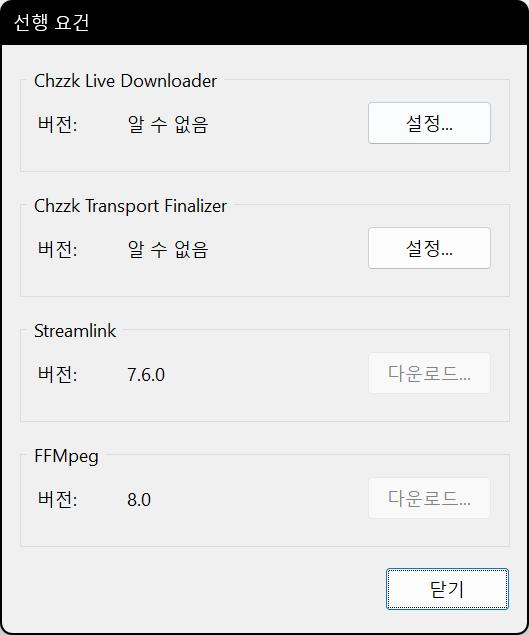 선행 요건
Chzzk Live Downloader
버전: 알 수 없음 설정...
Chzzk Transport Finalizer
버전: 알 수 없음 설정...
Streamlink
버전: 7.6.0 다운로드...
FFMpeg
버전: 8.0 다운로드...
닫기